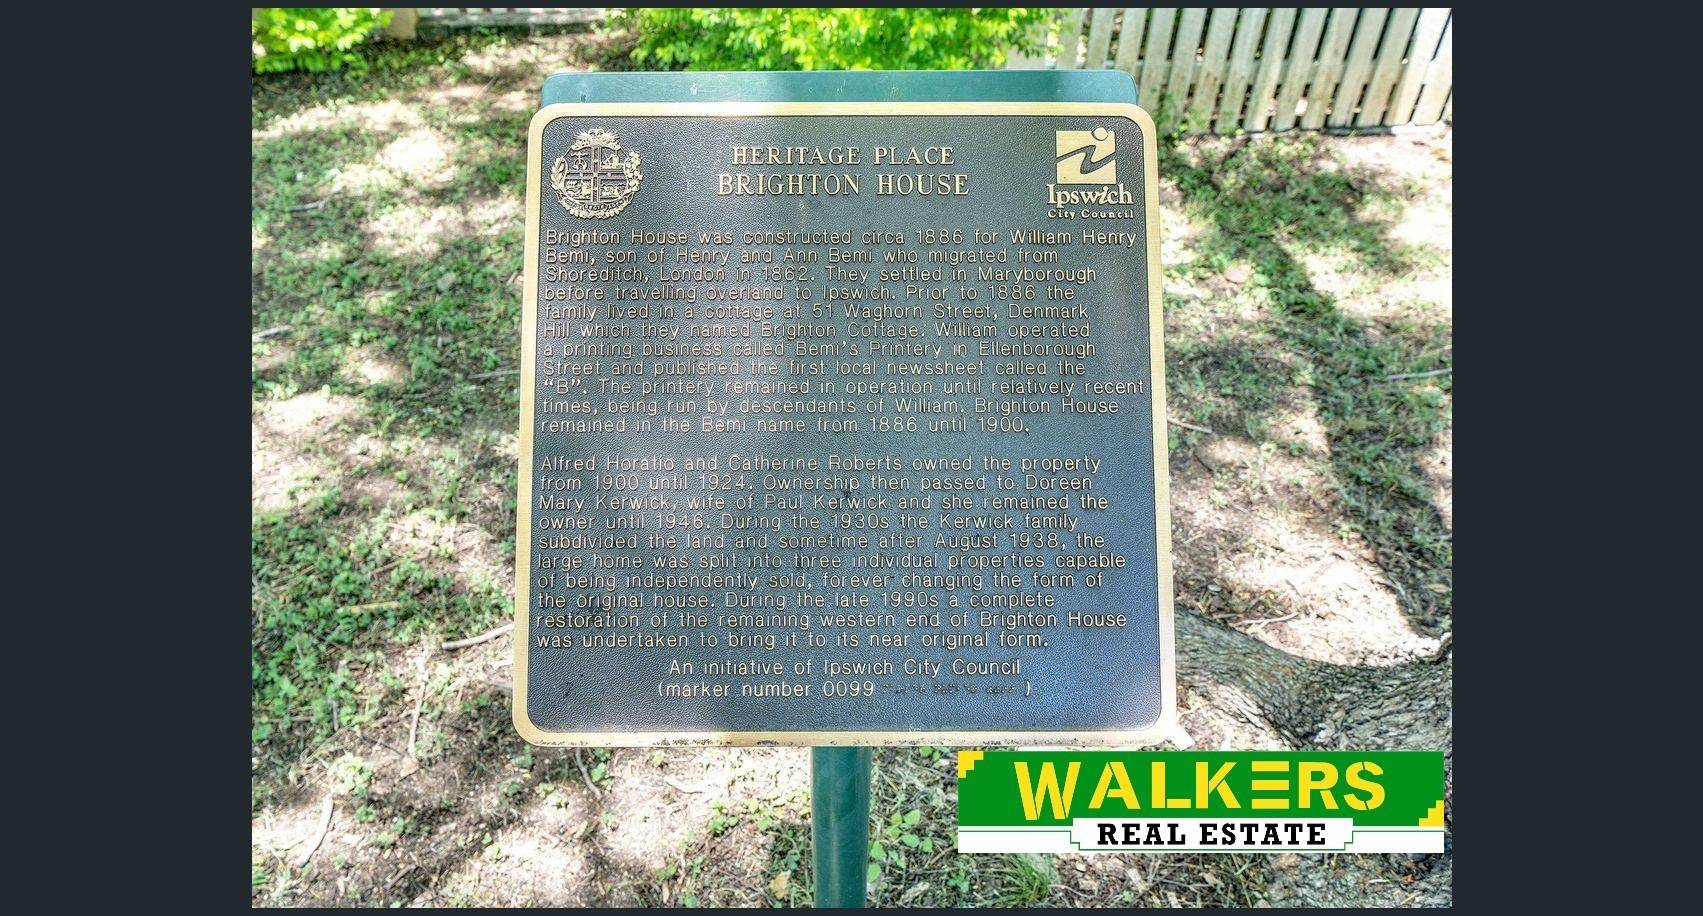 HERITAGE PLACE
BRIGHTON HOUSE
Ipswich
City Council
Brighton House was constructed circa 1886 for William Henry
Bemi, son of Henry and Ann Bemi who migrated from
Shoreditch, London in 1862. They settled in Maryborough
before travelling overland to Ipswich. Prior to 1886 the
family lived in a cottage at 51 Waghorn Street, Denmark
Hill which they named Brighton Cottage. William operated
a printing business called Bemi's Printery in Ellenborough
Street and published the first local newssheet called the
"B". The printery remained in operation until relatively recent
times, being run by descendants of William. Brighton House
remained in the Bemi name from 1886 until 1900.
Alfred Horatio and Catherine Roberts owned the property
from 1900 until 1924. Ownership then passed to Doreen
Mary Kerwick, wife of Paul Kerwick and she remained the
owner until 1946. During the 1930s the Kerwick family
subdivided the land and sometime after August 1938, the
large home was split into three individual properties capable
of being independently sold, forever changing the form of
the original house. During the late 1990s a complete
restoration of the remaining western end of Brighton House
was undertaken to bring it to its near original form.
An initiative of Ipswich City Council
(marker number 0099 )
WALKERS
REAL ESTATE